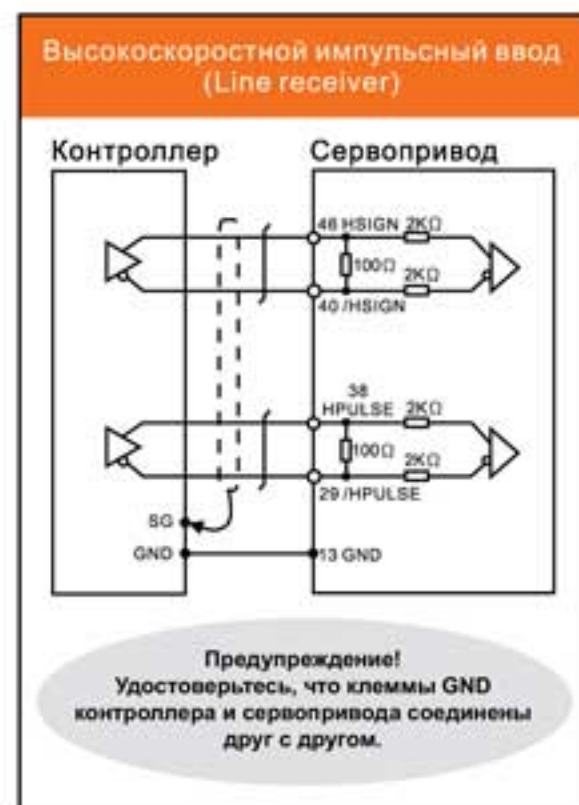 Высокоскоростной импульсный ввод
(Line receiver)
Контроллер
Сервопривод
46 HSIGN 2KΩ
100Ω
2KΩ
40 /HSIGN
38
HPULSE 2KΩ
100Ω
2KΩ
29 /HPULSE
SG
GND
13 GND
Предупреждение!
Удостоверьтесь, что клеммы GND
контроллера и сервопривода соединены
друг с другом.